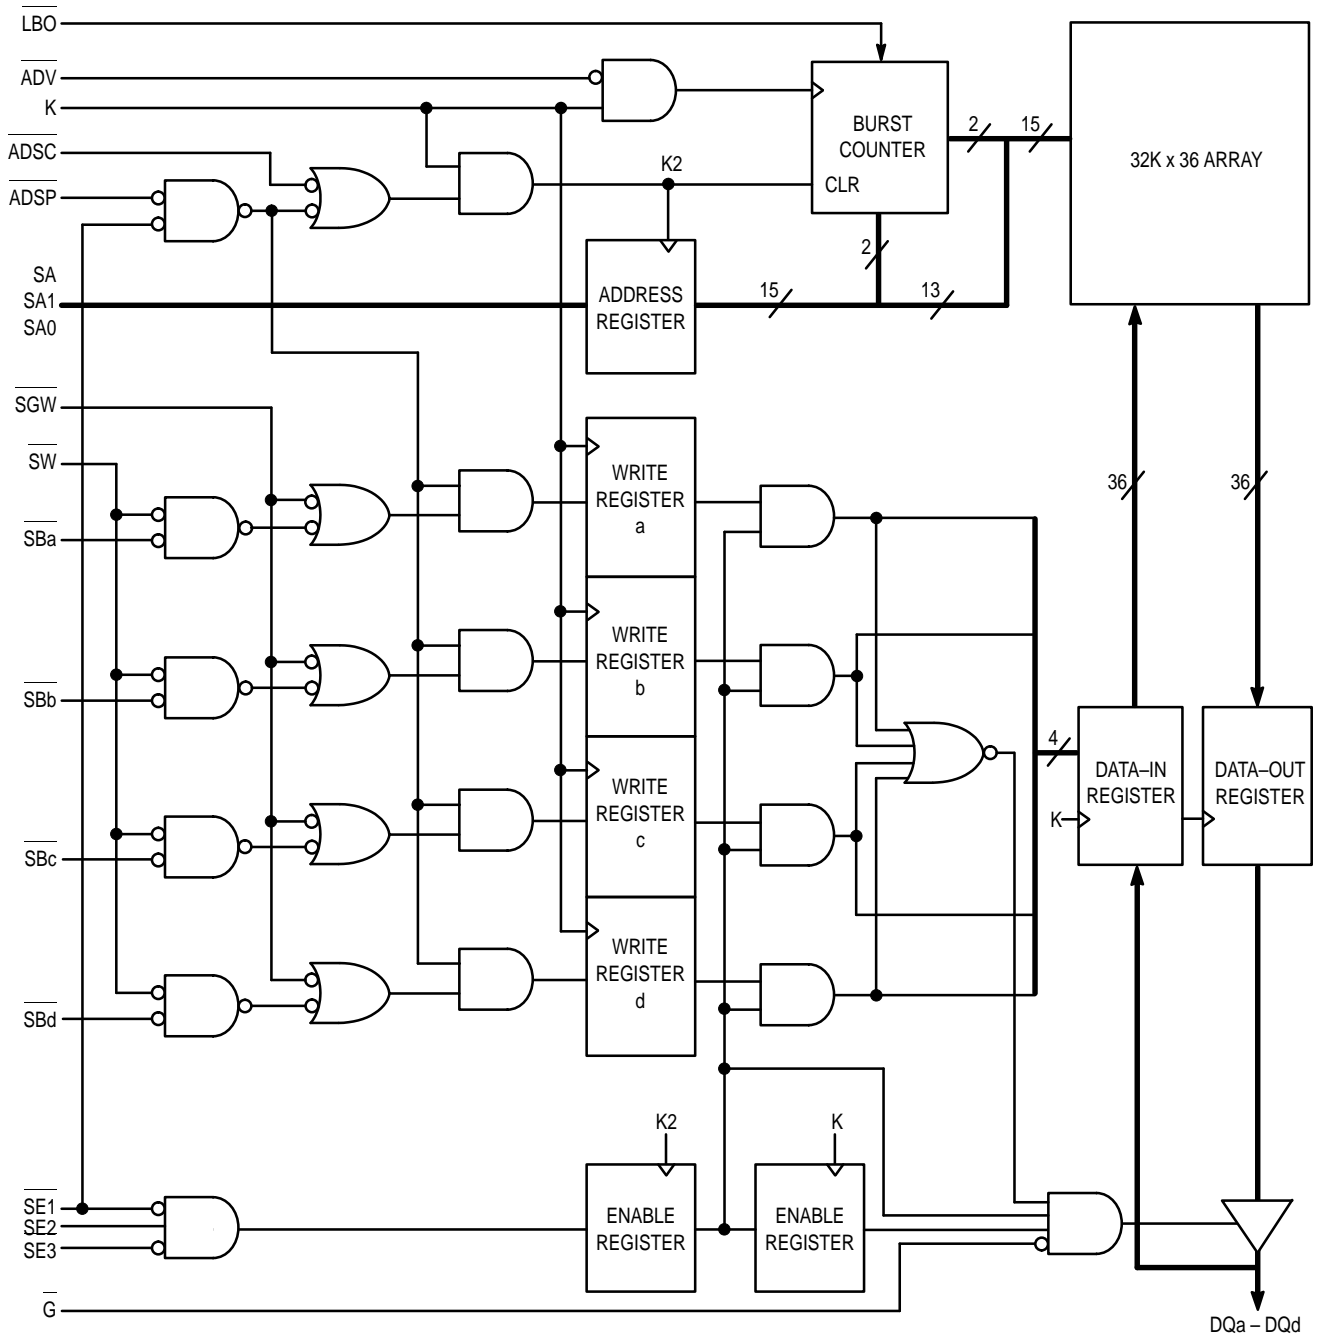 LBO
ADV
K
ADSC
ADSP
SA
SA1
SA0
SGW
SW
SBa
SBb
SBc
SBd
SE1
SE2
SE3
G
K2
BURST
COUNTER
CLR
2
15
32K x 36 ARRAY
2
ADDRESS
REGISTER
15
13
WRITE
REGISTER
a
WRITE
REGISTER
b
WRITE
REGISTER
c
WRITE
REGISTER
d
36
36
4
K
DATA–IN
REGISTER
DATA–OUT
REGISTER
K2
K
ENABLE
REGISTER
ENABLE
REGISTER
DQa – DQd